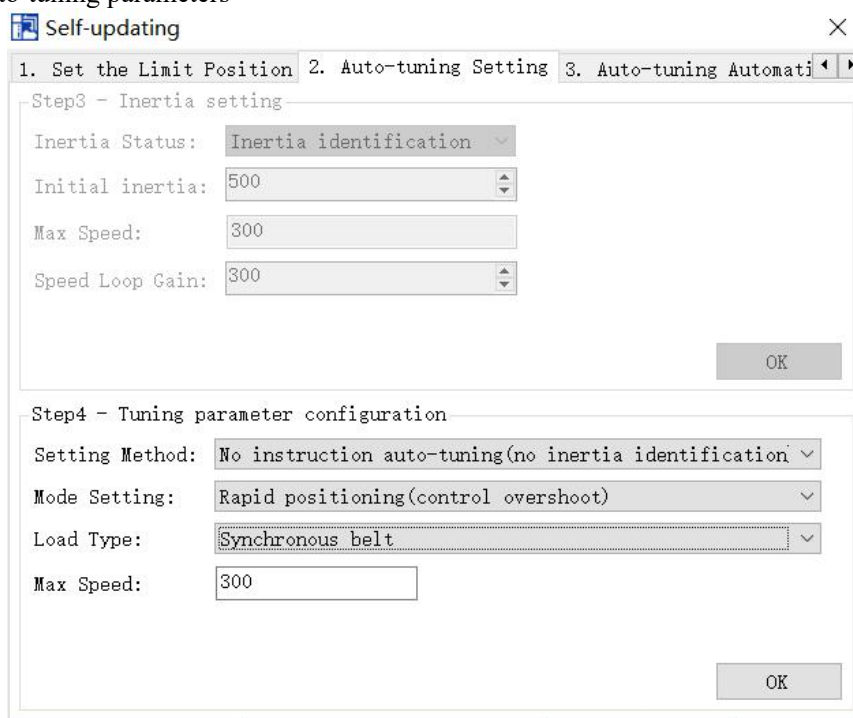 to-tuning parameters
Self-updating
1. Set the Limit Position 2. Auto-tuning Setting 3. Auto-tuning Automati
Step3 - Inertia setting
Inertia Status: Inertia identification
Initial inertia: 500
Max Speed: 300
Speed Loop Gain: 300
OK
Step4 - Tuning parameter configuration
Setting Method: No instruction auto-tuning(no inertia identification
Mode Setting: Rapid positioning(control overshoot)
Load Type: Synchronous belt
Max Speed: 300
OK